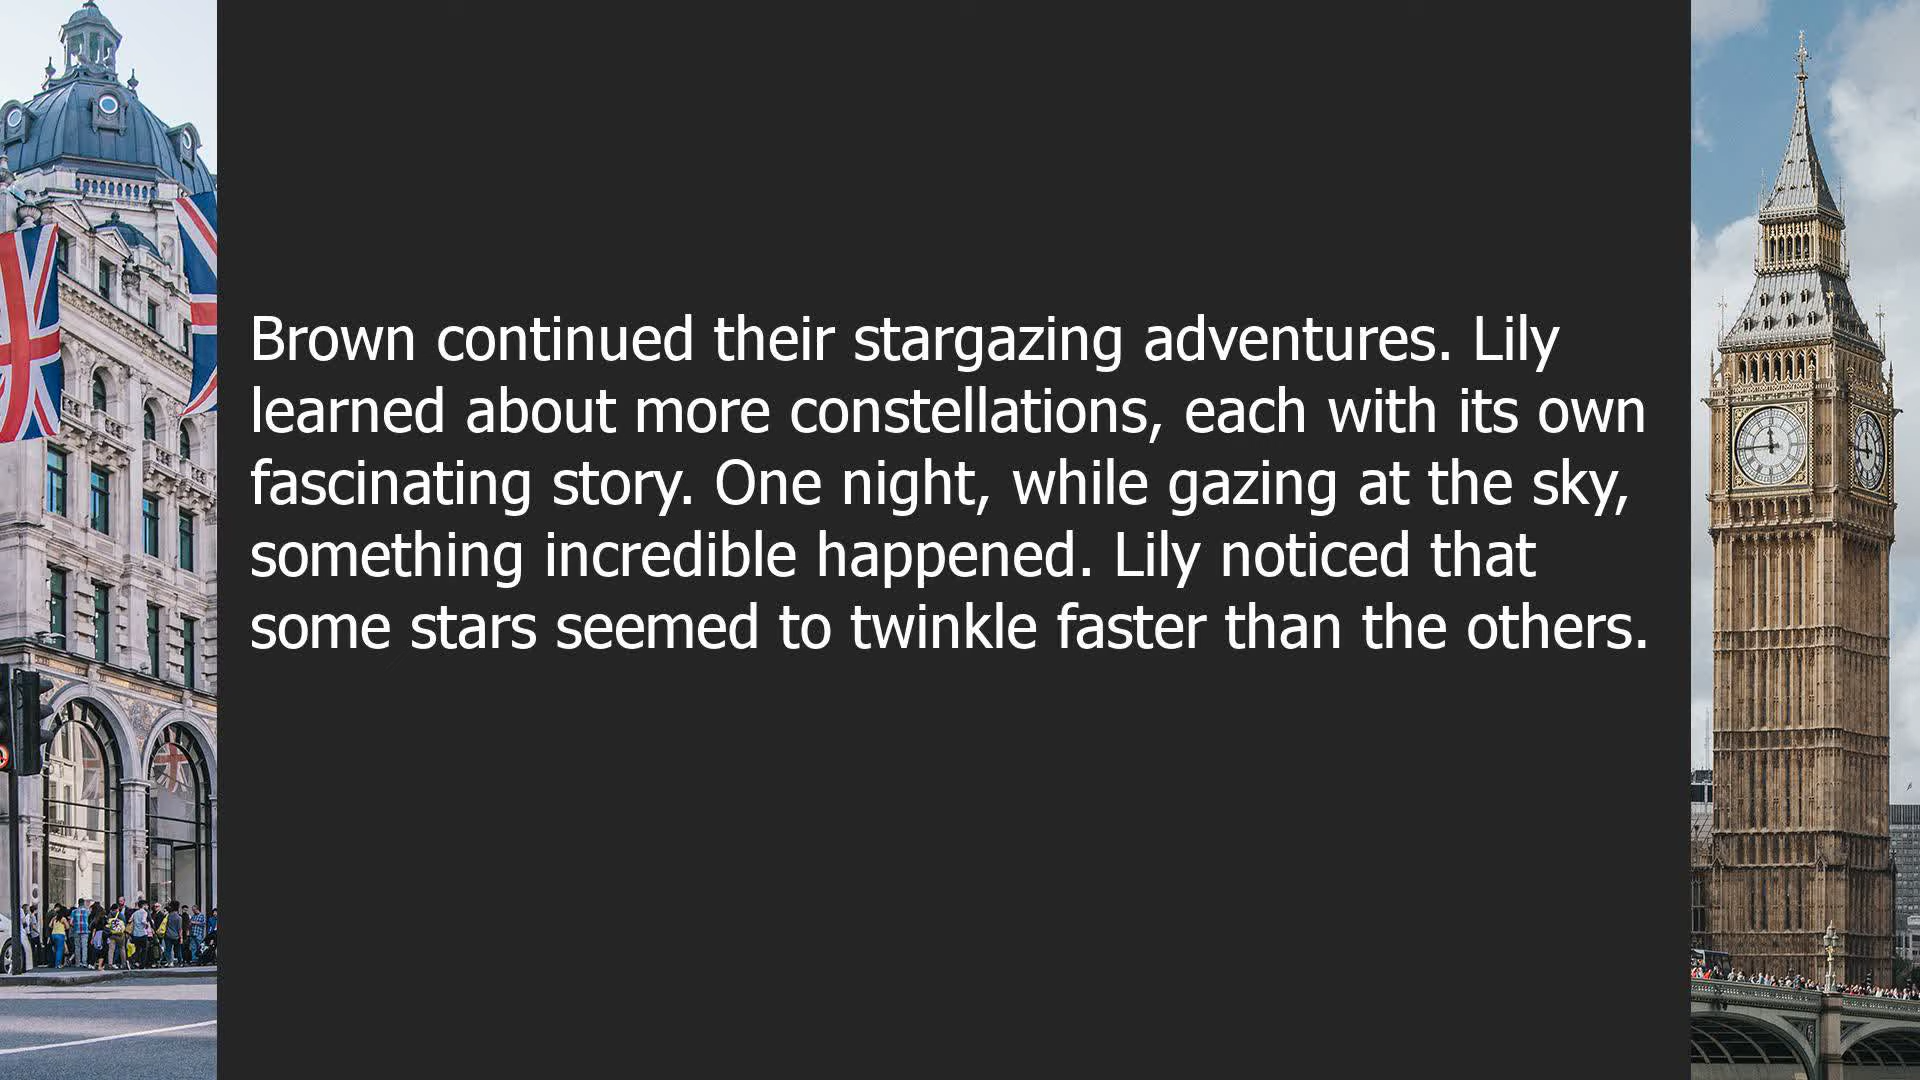 Brown continued their stargazing adventures. Lily
learned about more constellations, each with its own
fascinating story. One night, while gazing at the sky,
something incredible happened. Lily noticed that
some stars seemed to twinkle faster than the others.